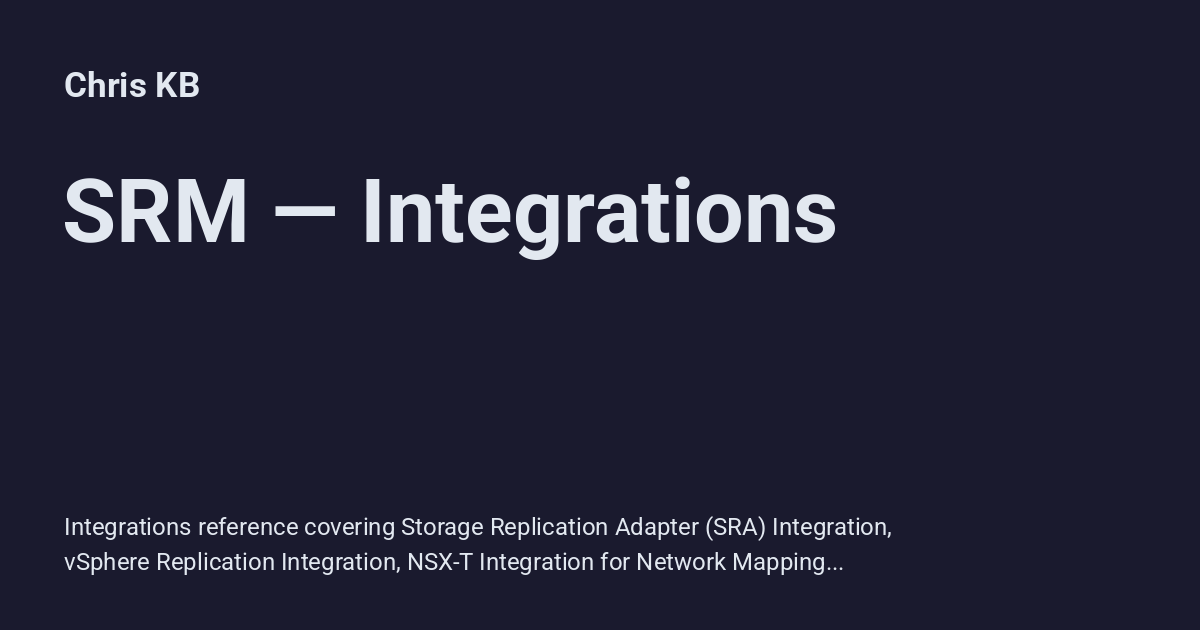 Chris KB
SRM — Integrations
Integrations reference covering Storage Replication Adapter (SRA) Integration,
vSphere Replication Integration, NSX-T Integration for Network Mapping...